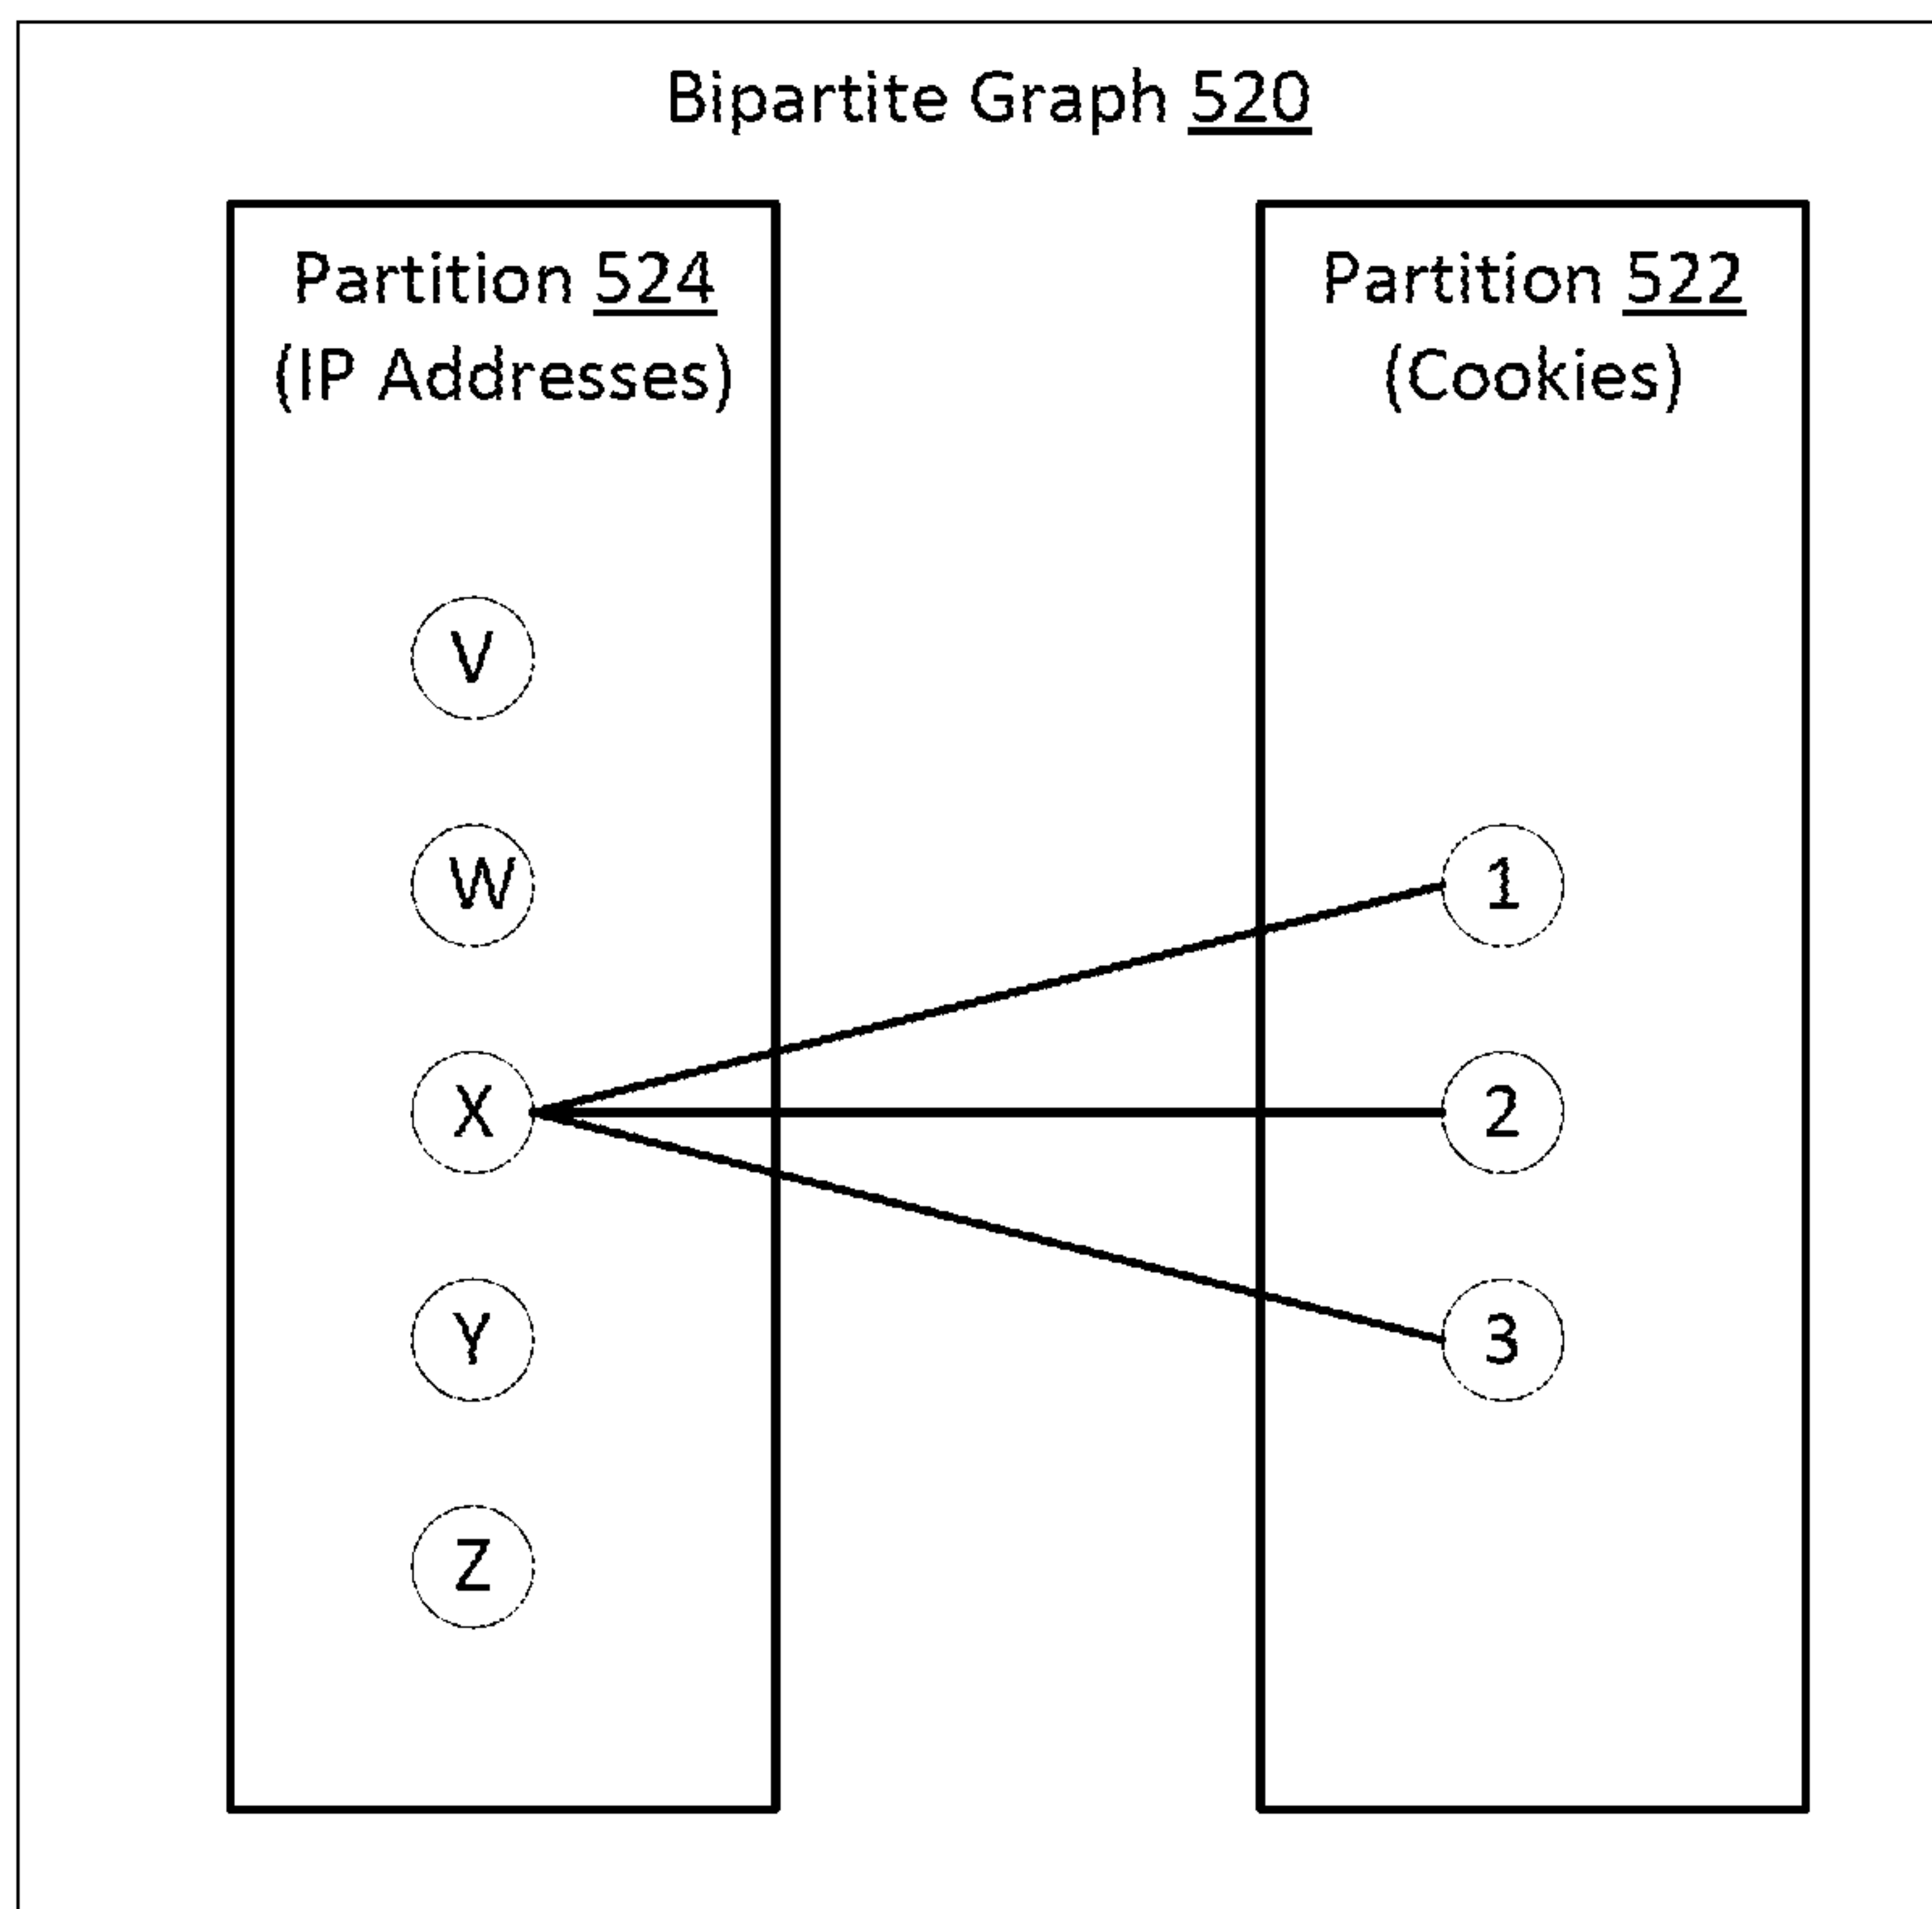 Bipartite Graph 520
Partition 524
(IP Addresses)
Partition 522
(Cookies)
V
W
X
Y
Z
1
2
3